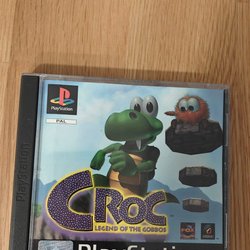 PlayStation
PAL
CROC
LEGEND OF THE GOBBOS
PlayStation